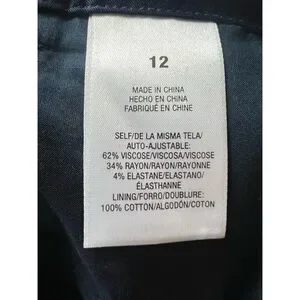 12
MADE IN CHINA
HECHO EN CHINA
FABRIQUÉ EN CHINE
SELF/DE LA MISMA TELA/
AUTO-AJUSTABLE:
62% VISCOSE/VISCOSA/VISCOSE
34% RAYON/RAYON/RAYONNE
4% ELASTANE/ELASTANO/
ÉLASTHANNE
LINING/FORRO/DOUBLURE:
100% COTTON/ALGODÓN/COTON